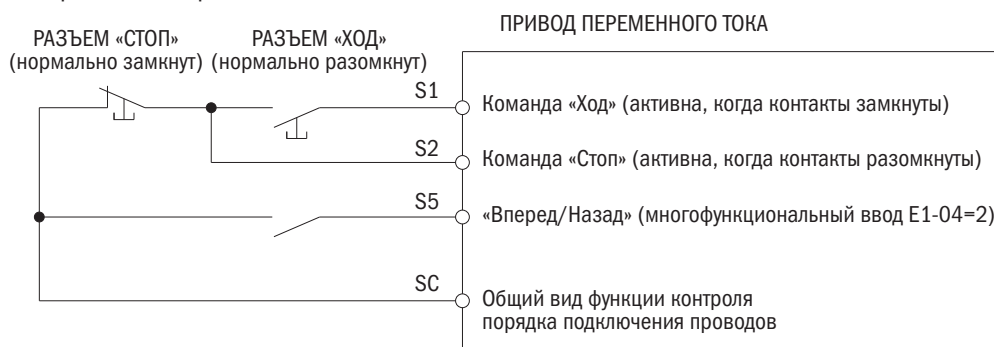 ПРИВОД ПЕРЕМЕННОГО ТОКА
РАЗЪЕМ «СТОП»
(нормально замкнут)
РАЗЪЕМ «ХОД»
(нормально разомкнут)
S1
Команда «Ход» (активна, когда контакты замкнуты)
S2
Команда «Стоп» (активна, когда контакты разомкнуты)
S5
«Вперед/Назад» (многофункциональный ввод E1-04=2)
SC
Общий вид функции контроля
порядка подключения проводов